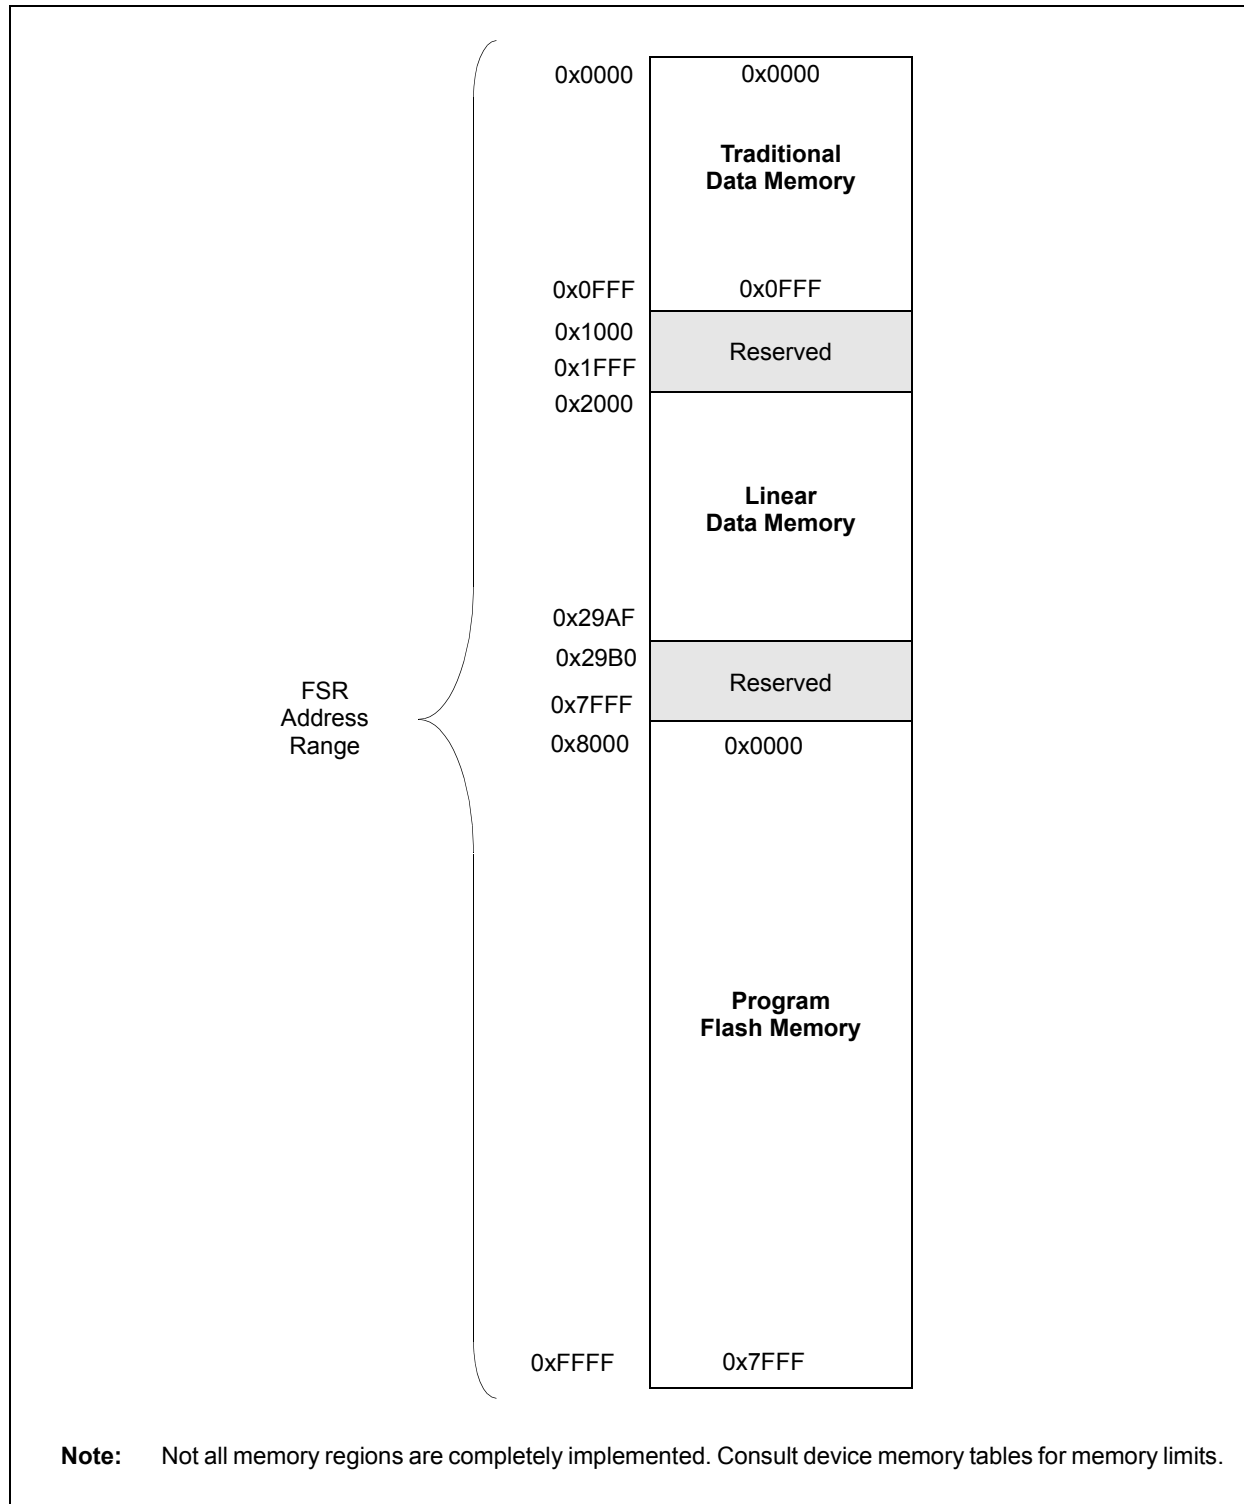 0x0000 0x0000
Traditional
Data Memory
0x0FFF 0x0FFF
0x1000
Reserved
0x1FFF
0x2000
Linear
Data Memory
0x29AF
0x29B0
Reserved
FSR
Address
Range
0x7FFF
0x8000 0x0000
Program
Flash Memory
0xFFFF 0x7FFF
Note: Not all memory regions are completely implemented. Consult device memory tables for memory limits.